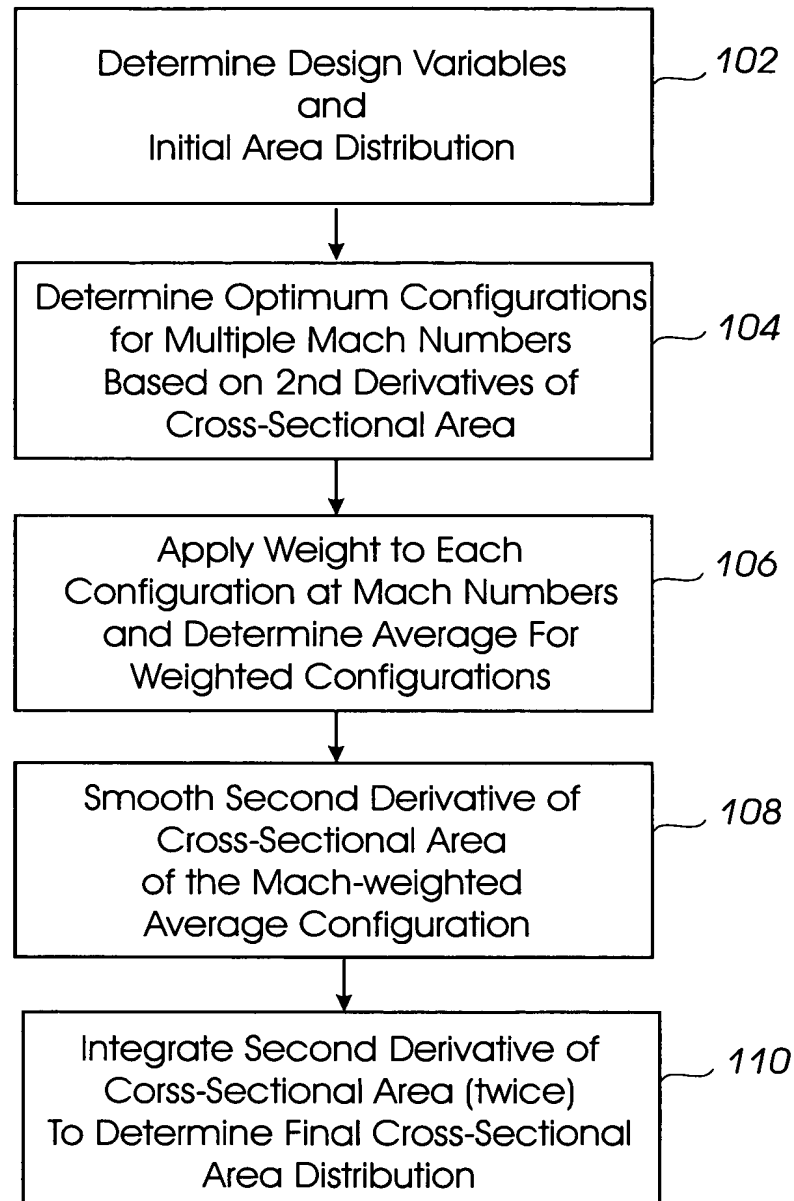 Determine Design Variables
and
Initial Area Distribution
102
Determine Optimum Configurations
for Multiple Mach Numbers
Based on 2nd Derivatives of
Cross-Sectional Area
104
Apply Weight to Each
Configuration at Mach Numbers
and Determine Average For
Weighted Configurations
106
Smooth Second Derivative of
Cross-Sectional Area
of the Mach-weighted
Average Configuration
108
Integrate Second Derivative of
Corss-Sectional Area (twice)
To Determine Final Cross-Sectional
Area Distribution
110